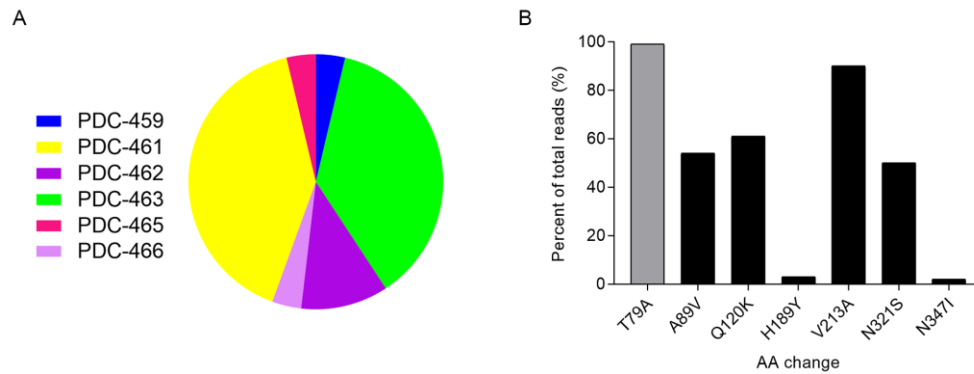 A
PDC-459
PDC-461
PDC-462
PDC-463
PDC-465
PDC-466
B
Percent of total reads (%)
100
80
60
40
20
0
T79A
A89V
Q120K
H189Y
V213A
N321S
N347I
AA change